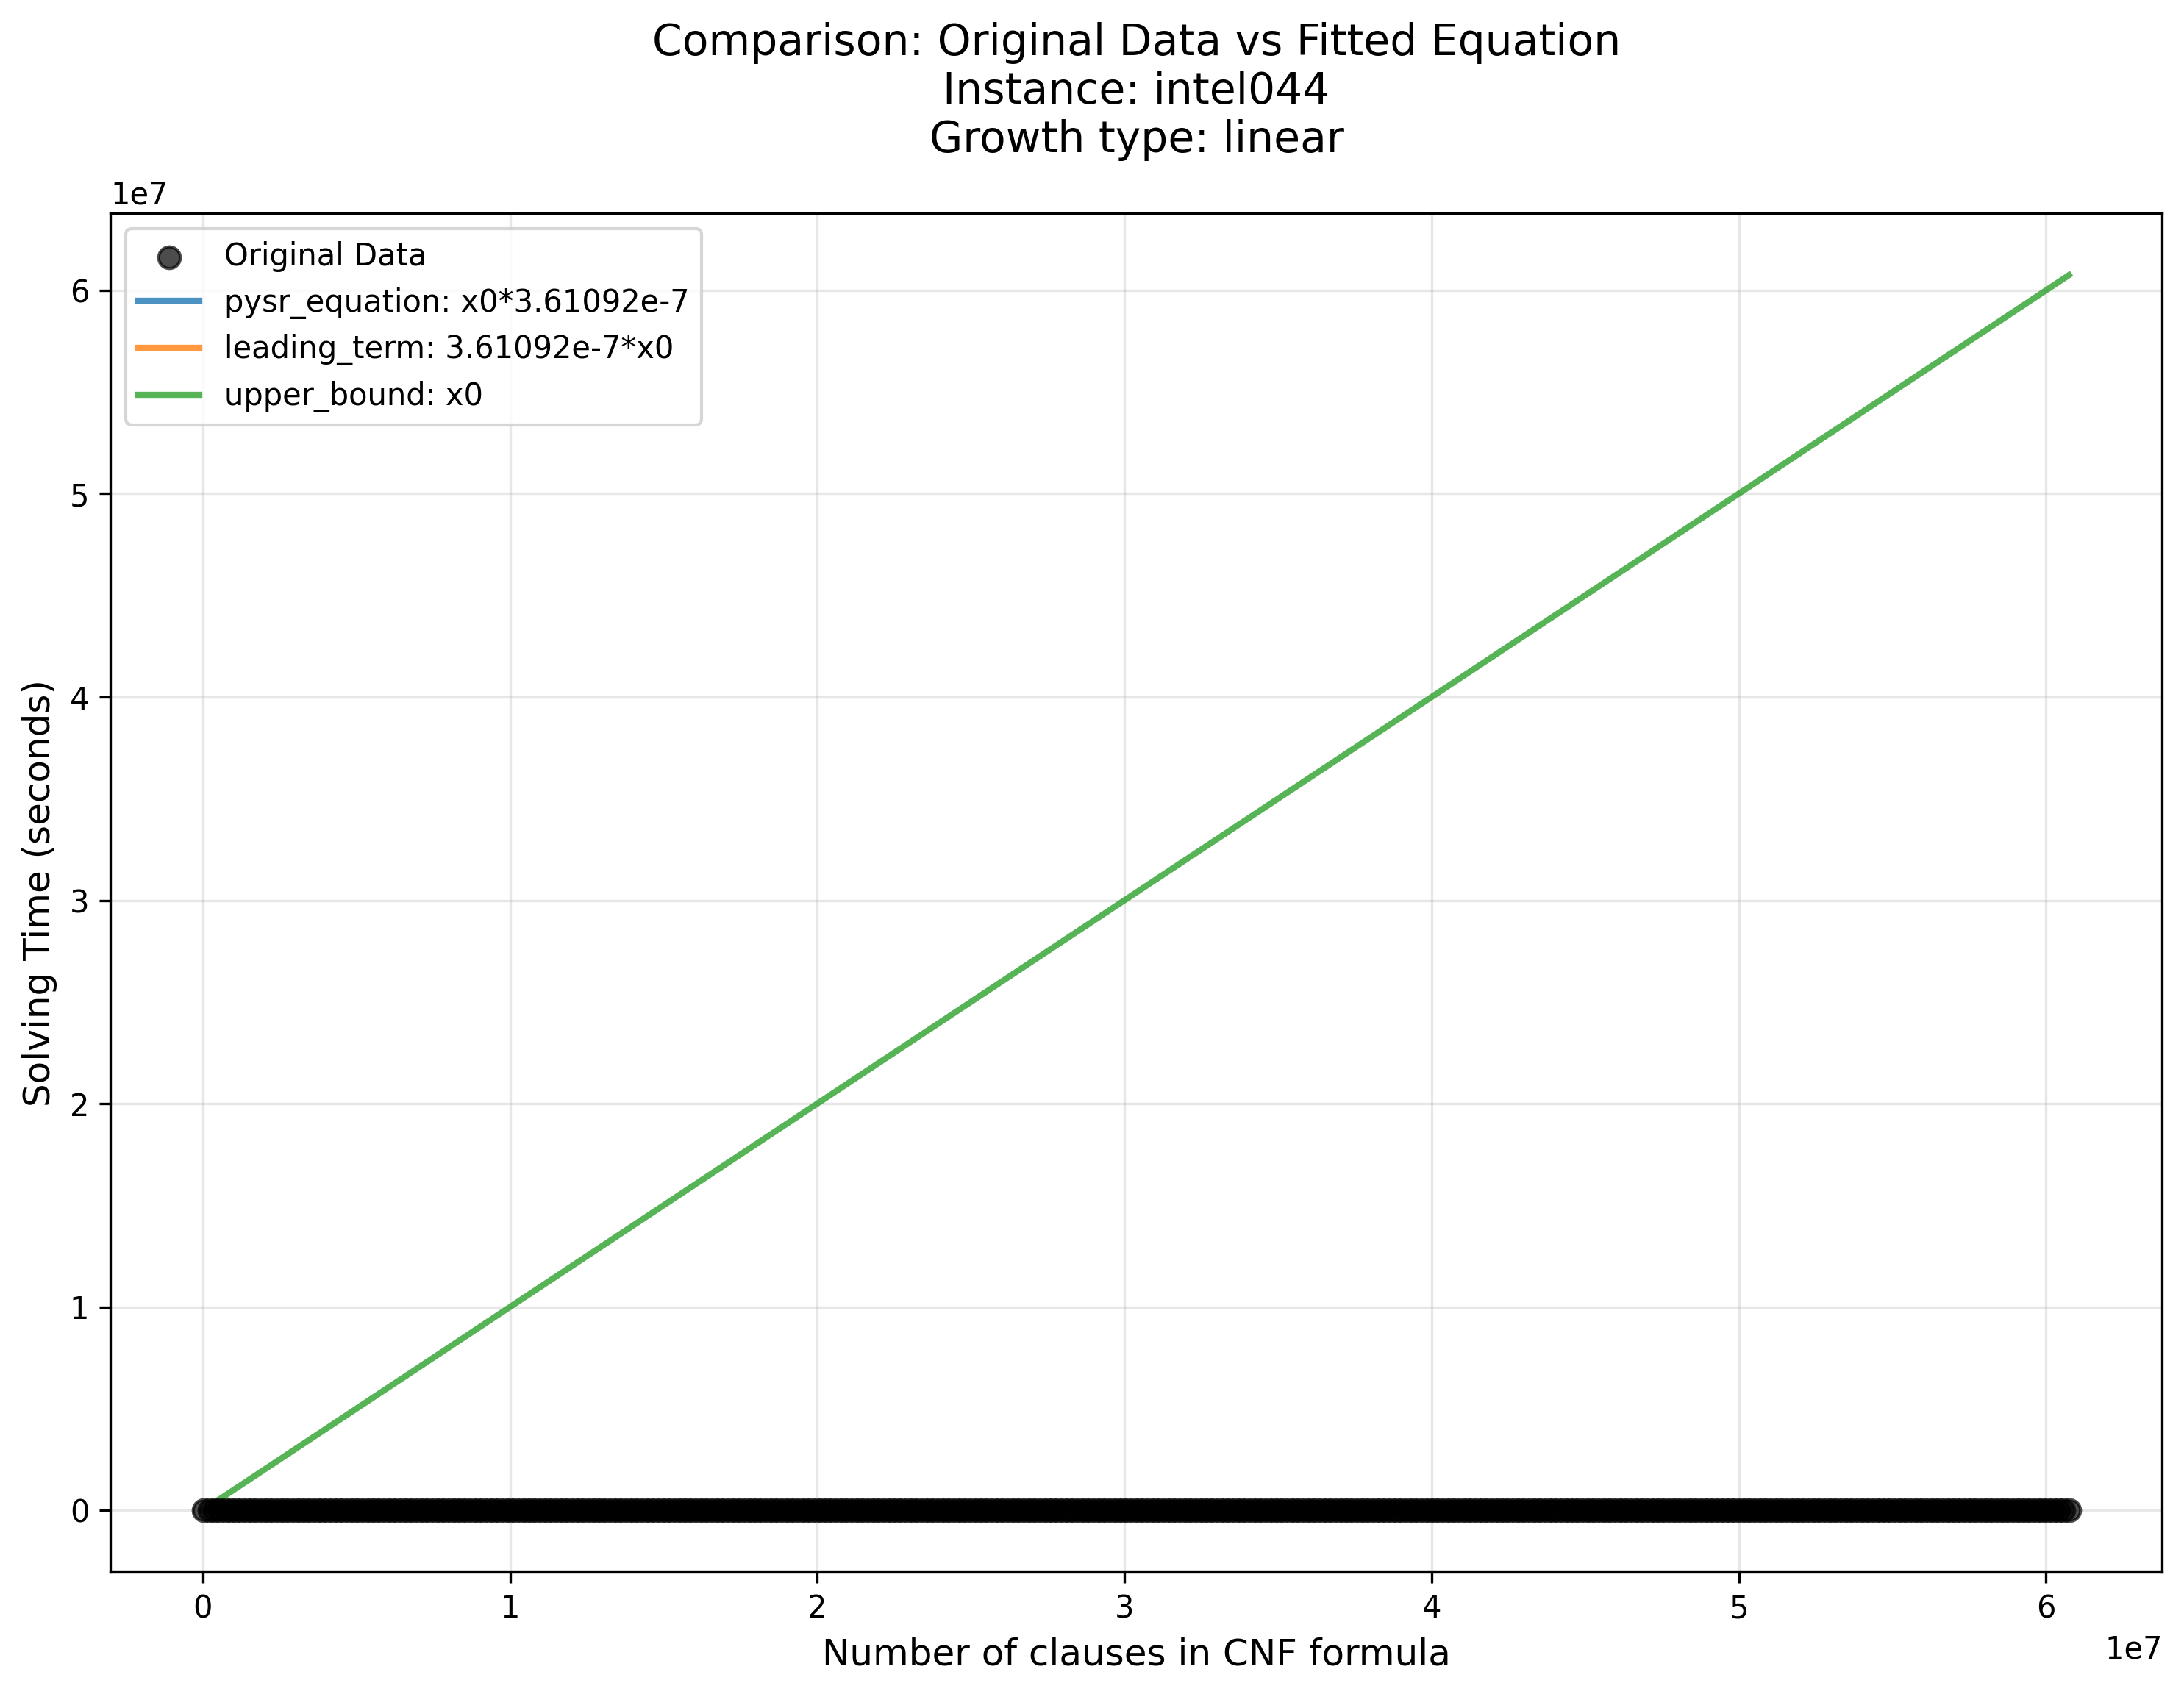 Comparison: Original Data vs Fitted Equation
Instance: intel044
Growth type: linear
1e7
Original Data
pysr_equation: x0*3.61092e-7
leading_term: 3.61092e-7*x0
upper_bound: x0
6
5
4
3
2
1
0
Solving Time (seconds)
0 1 2 3 4 5 6
1e7
Number of clauses in CNF formula